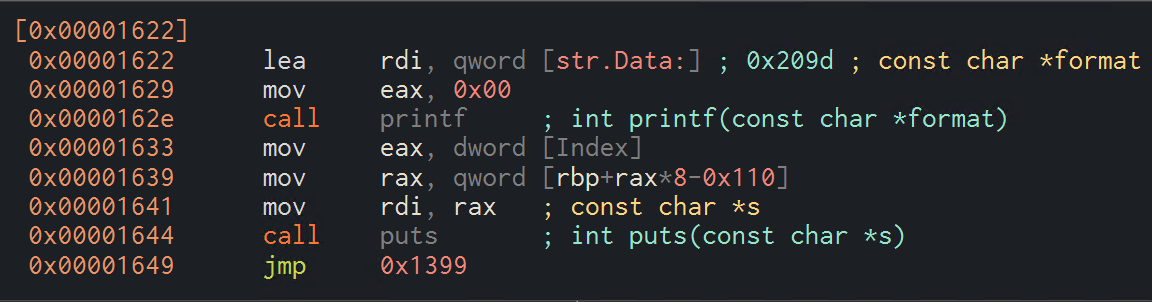 [0x00001622]
0x00001622 lea rdi, qword [str.Data:] ; 0x209d ; const char *format
0x00001629 mov eax, 0x00
0x0000162e call printf ; int printf(const char *format)
0x00001633 mov eax, dword [Index]
0x00001639 mov rax, qword [rbp+rax*8-0x110]
0x00001641 mov rdi, rax ; const char *s
0x00001644 call puts ; int puts(const char *s)
0x00001649 jmp 0x1399